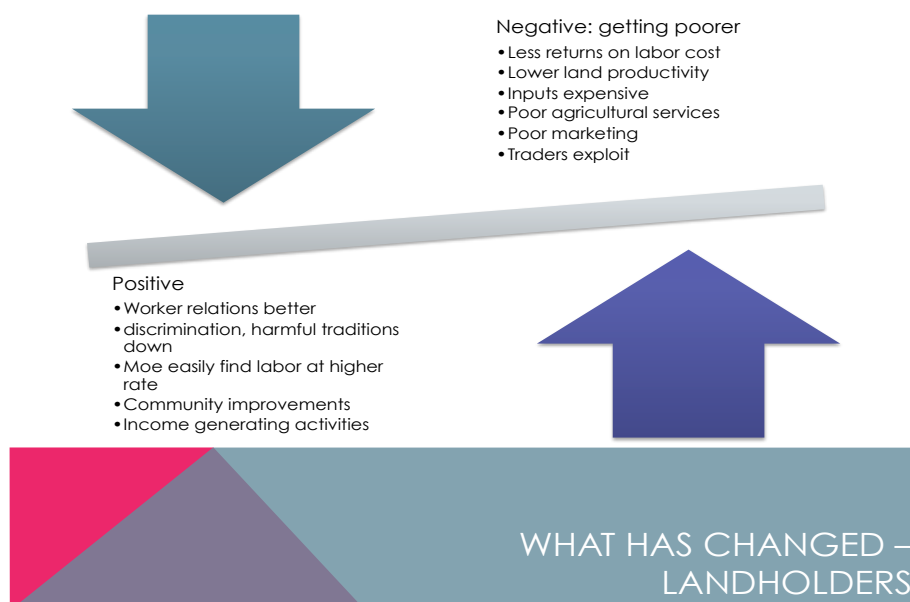 Negative: getting poorer
•Less returns on labor cost
•Lower land productivity
•Inputs expensive
•Poor agricultural services
•Poor marketing
•Traders exploit
Positive
•Worker relations better
•discrimination, harmful traditions
down
•Moe easily find labor at higher
rate
•Community improvements
•Income generating activities
WHAT HAS CHANGED –
LANDHOLDERS